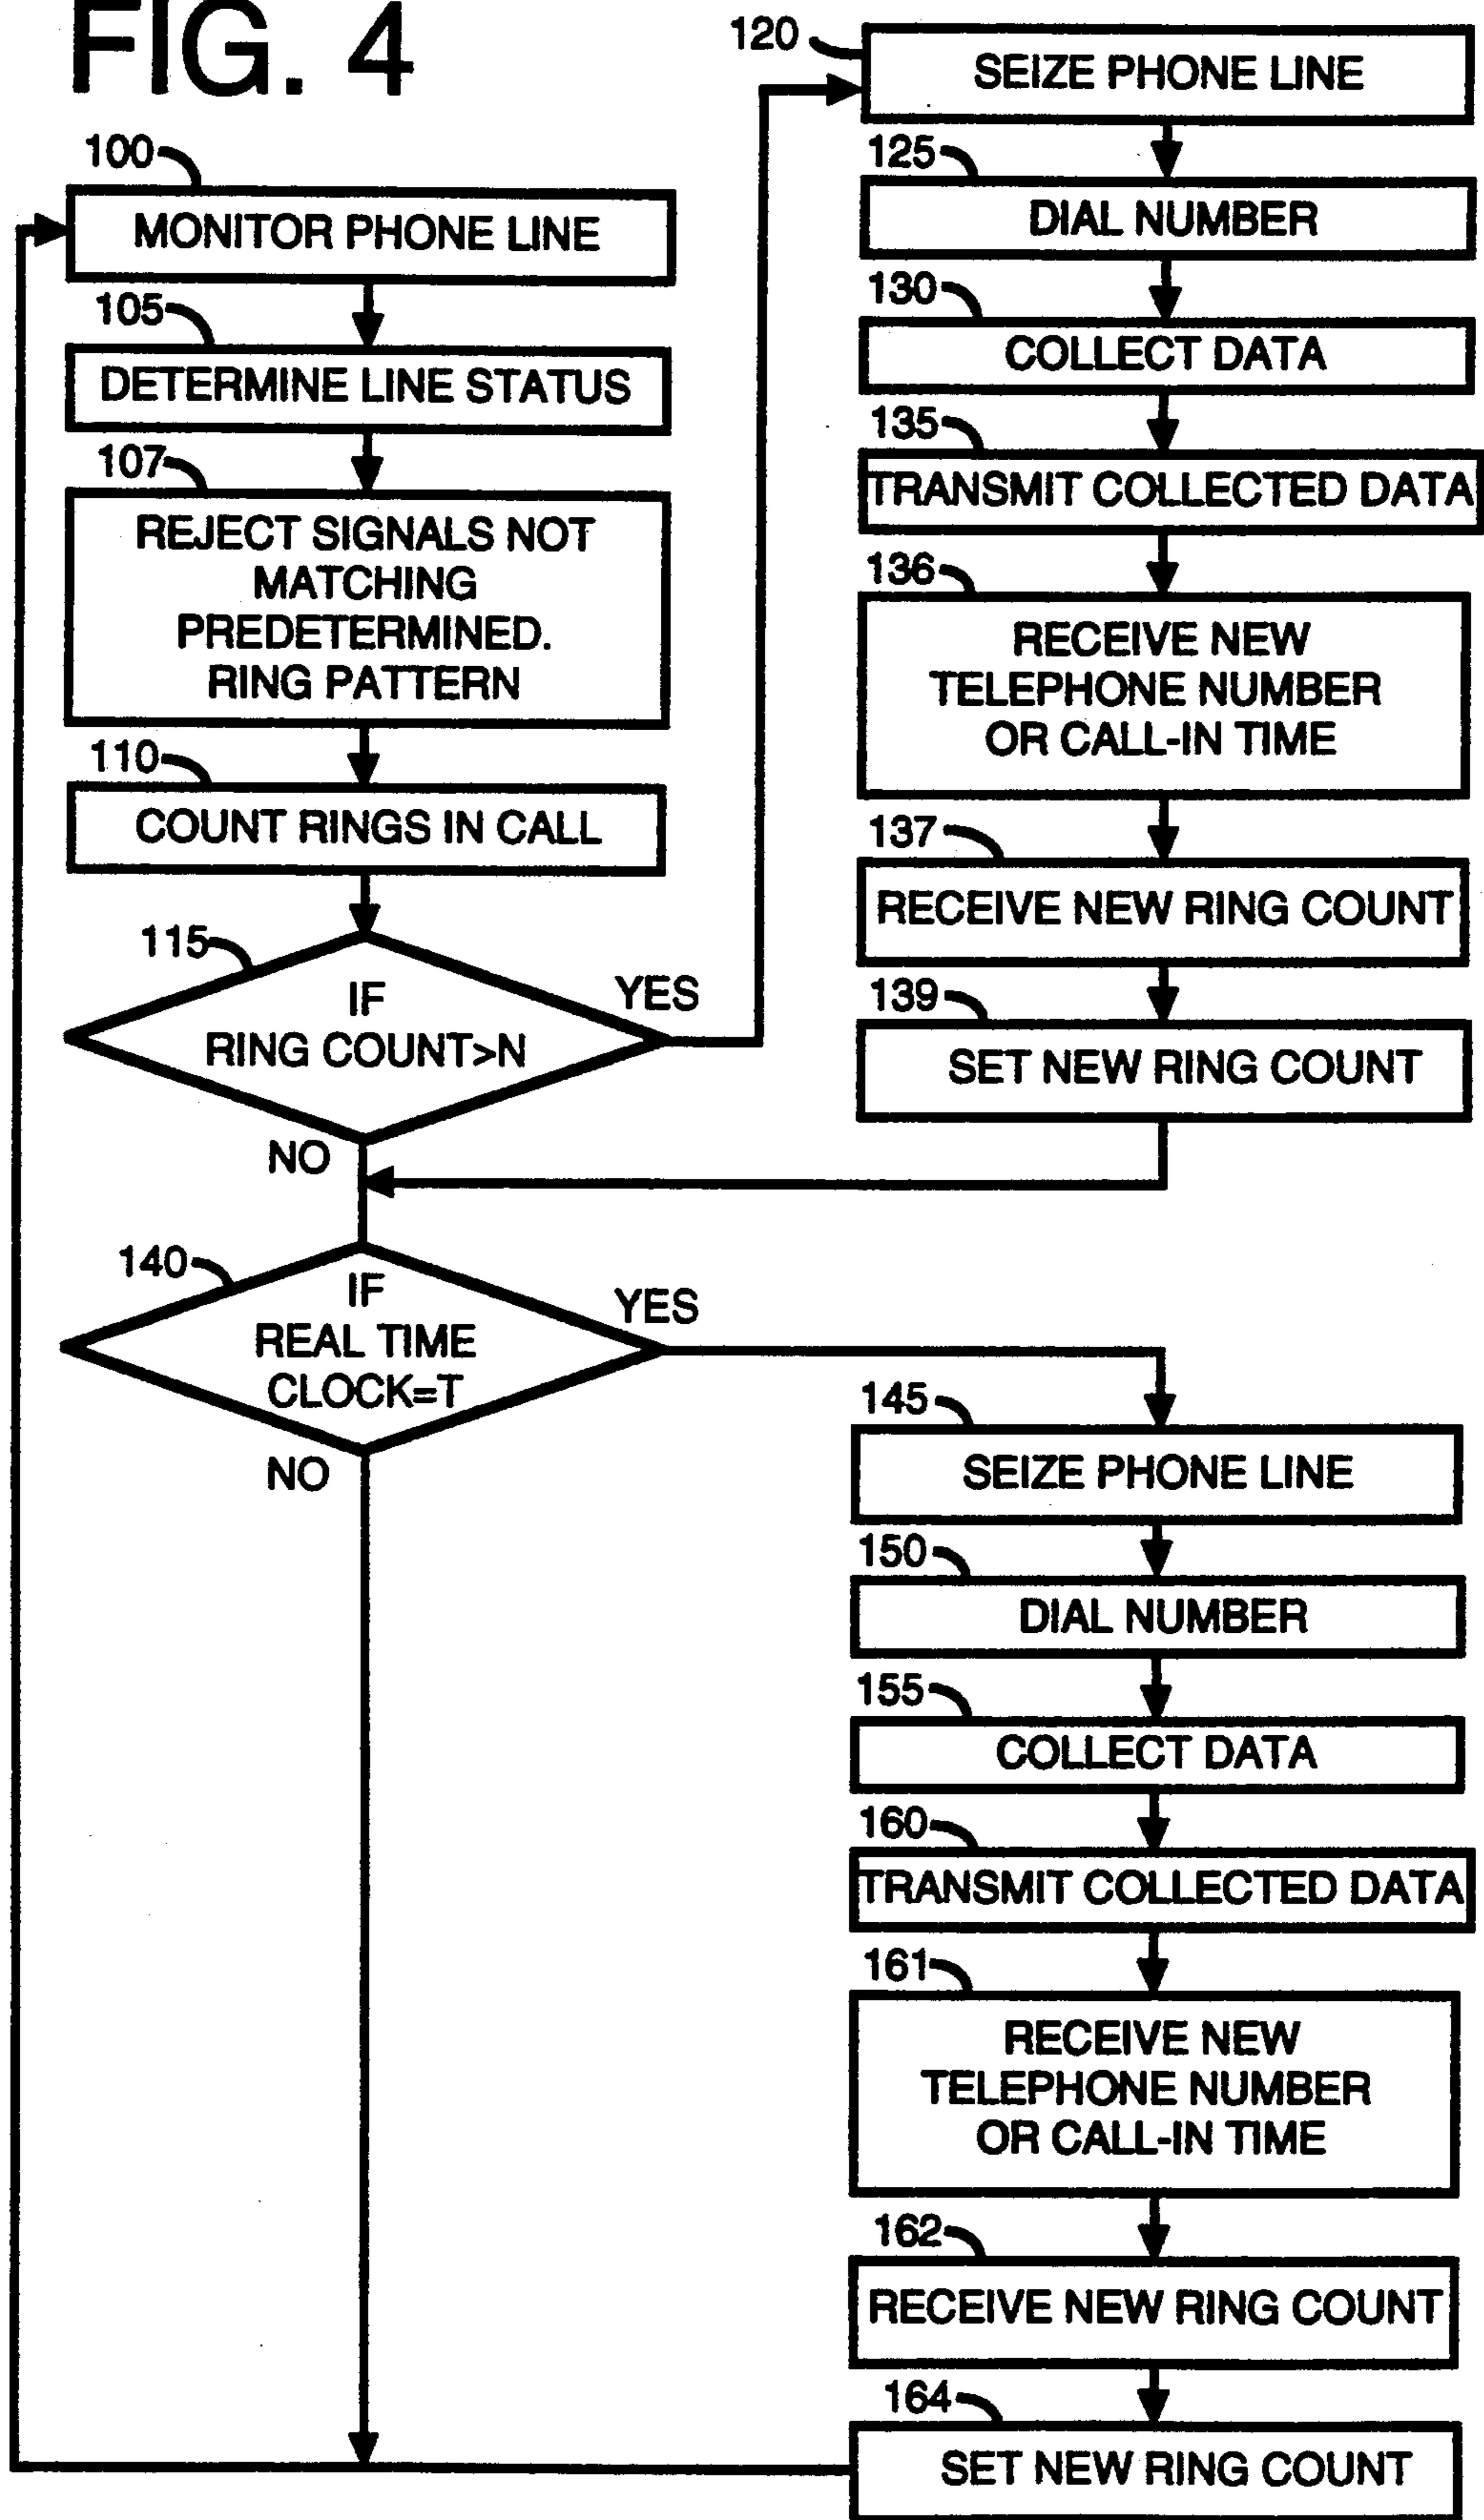 FIG. 4
100
MONITOR PHONE LINE
105
DETERMINE LINE STATUS
107
REJECT SIGNALS NOT
MATCHING
PREDETERMINED.
RING PATTERN
110
COUNT RINGS IN CALL
115
IF
RING COUNT>N
YES
NO
120
SEIZE PHONE LINE
125
DIAL NUMBER
130
COLLECT DATA
135
TRANSMIT COLLECTED DATA
136
RECEIVE NEW
TELEPHONE NUMBER
OR CALL-IN TIME
137
RECEIVE NEW RING COUNT
139
SET NEW RING COUNT
140
IF
REAL TIME
CLOCK=T
YES
NO
145
SEIZE PHONE LINE
150
DIAL NUMBER
155
COLLECT DATA
160
TRANSMIT COLLECTED DATA
161
RECEIVE NEW
TELEPHONE NUMBER
OR CALL-IN TIME
162
RECEIVE NEW RING COUNT
164
SET NEW RING COUNT